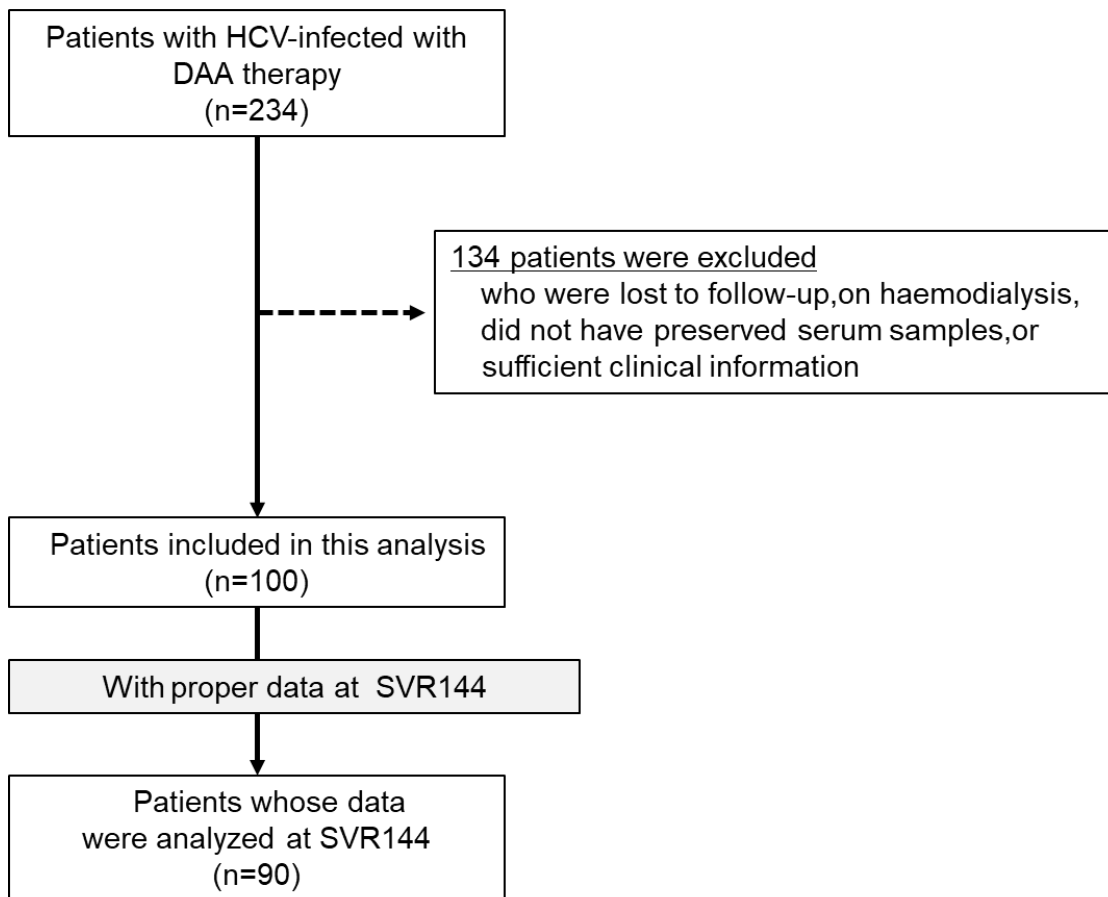 Patients with HCV-infected with
DAA therapy
(n=234)
134 patients were excluded
who were lost to follow-up,on haemodialysis,
did not have preserved serum samples,or
sufficient clinical information
Patients included in this analysis
(n=100)
With proper data at SVR144
Patients whose data
were analyzed at SVR144
(n=90)